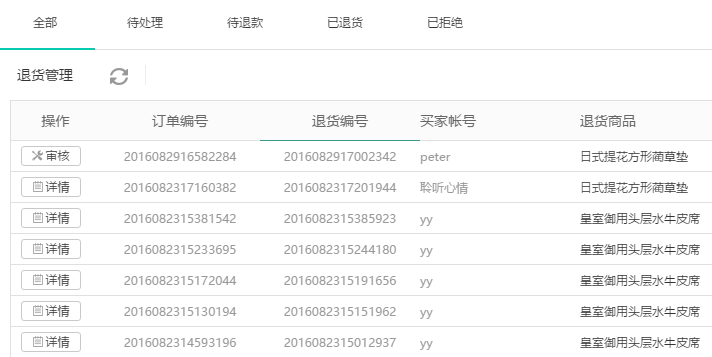 全部 待处理 待退款 已退货 已拒绝
退货管理
操作 订单编号 退货编号 买家帐号 退货商品
审核 2016082916582284 2016082917002342 peter 日式提花方形蔺草垫
详情 2016082317160382 2016082317201944 聆听心情 日式提花方形蔺草垫
详情 2016082315381542 2016082315385923 yy 皇室御用头层水牛皮席
详情 2016082315233695 2016082315244180 yy 皇室御用头层水牛皮席
详情 2016082315172044 2016082315191656 yy 皇室御用头层水牛皮席
详情 2016082315130194 2016082315151962 yy 皇室御用头层水牛皮席
详情 2016082314593196 2016082315012937 yy 皇室御用头层水牛皮席